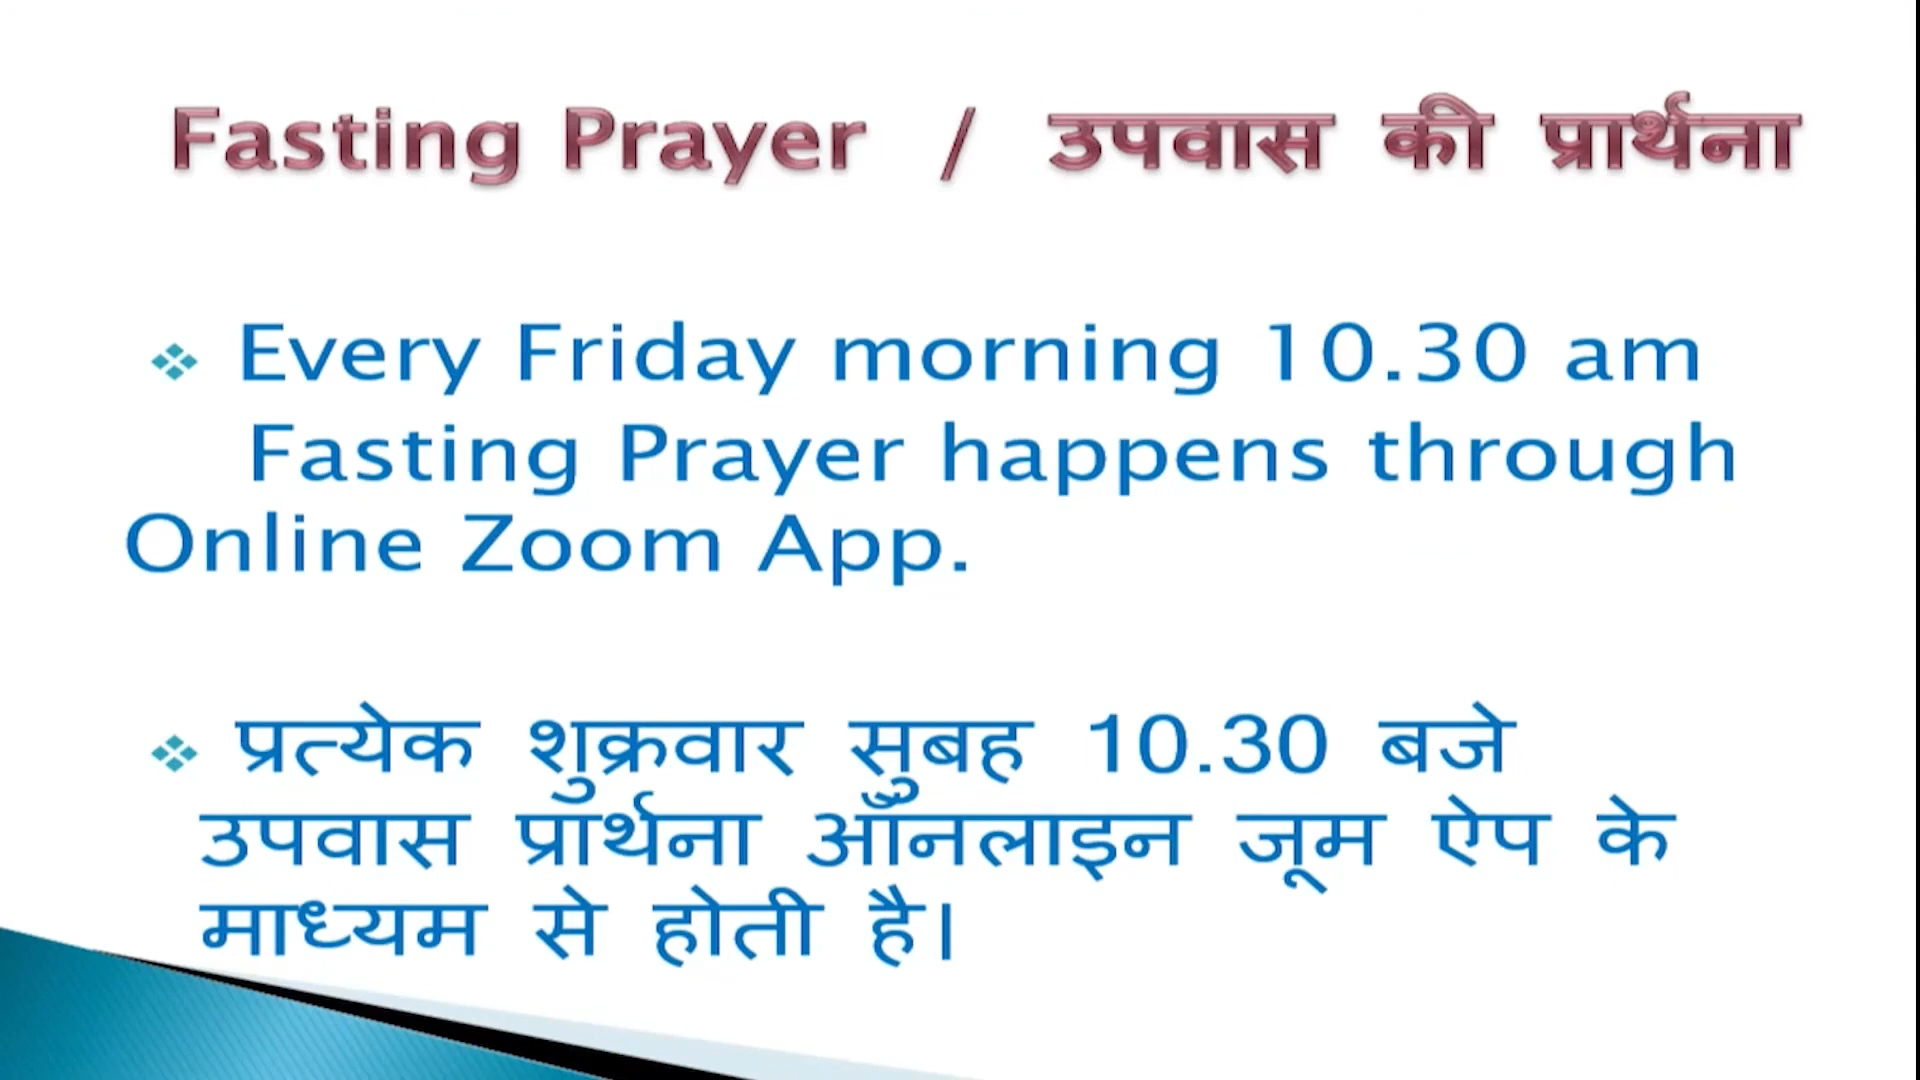 Fasting Prayer / उपवास की प्रार्थना
Every Friday morning 10.30 am
Fasting Prayer happens through
Online Zoom App.
प्रत्येक शुक्रवार सुबह 10.30 बजे
उपवास प्रार्थना ऑनलाइन जूम ऐप के
माध्यम से होती है।